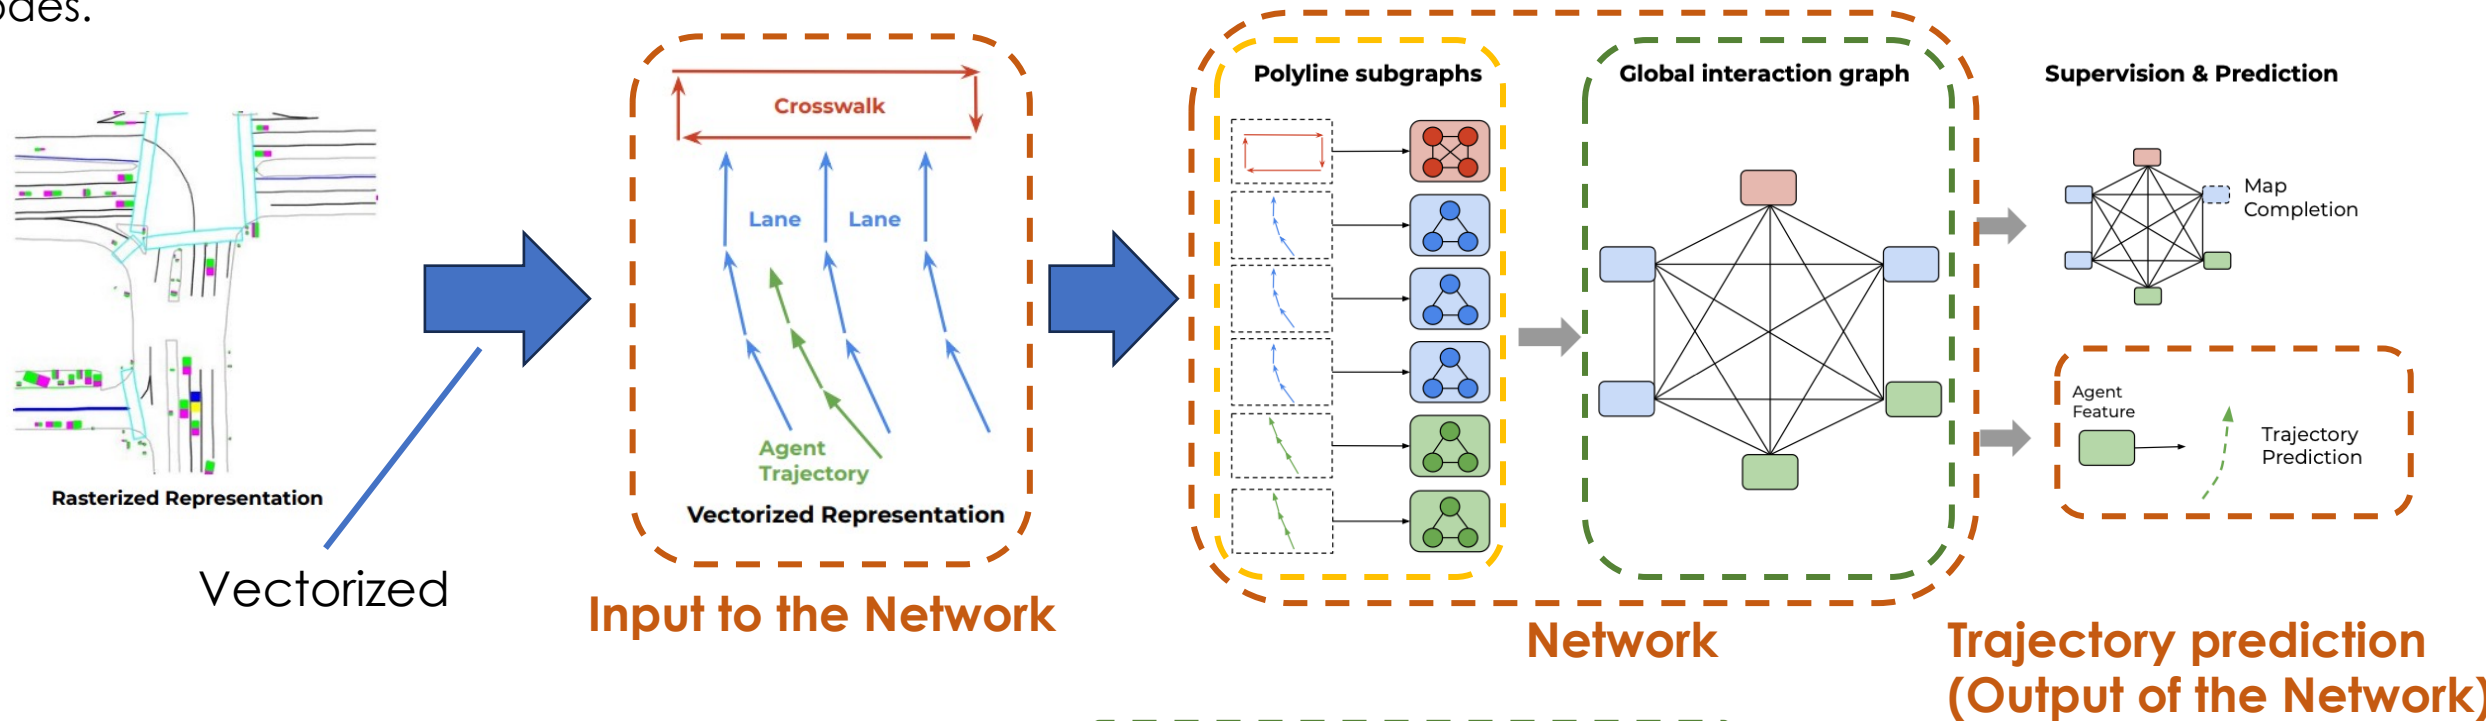 Rasterized Representation
Vectorized
Crosswalk
Lane Lane
Agent
Trajectory
Vectorized Representation
Input to the Network
Polyline subgraphs
Global interaction graph
Network
Supervision & Prediction
Map
Completion
Agent
Feature
Trajectory
Prediction
Trajectory prediction
(Output of the Network)